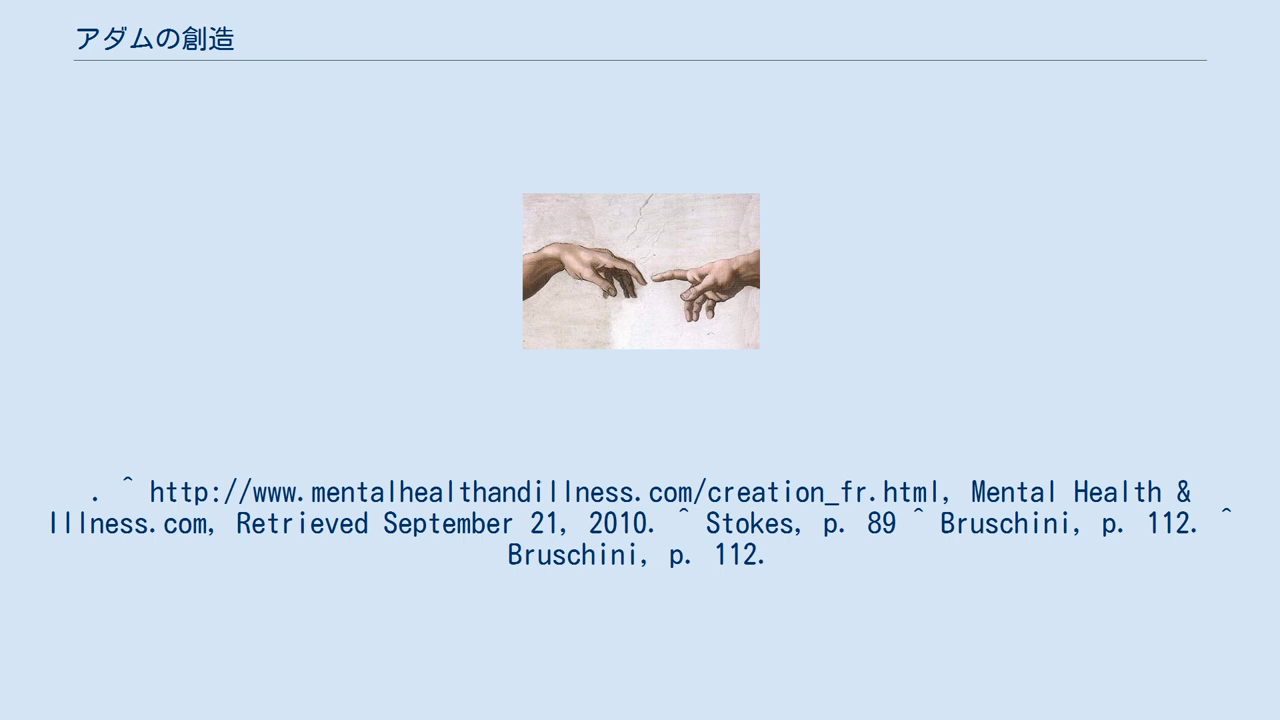 アダムの創造
. ^ http://www.mentalhealthandillness.com/creation_fr.html, Mental Health &
Illness.com, Retrieved September 21, 2010. ^ Stokes, p. 89 ^ Bruschini, p. 112. ^
Bruschini, p. 112.